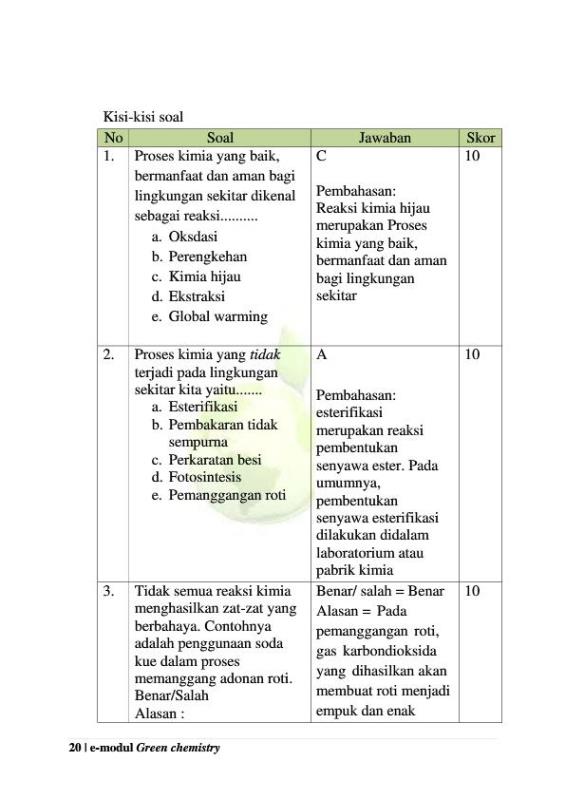 Kisi-kisi soal
No Soal Jawaban Skor
1. Proses kimia yang baik,
bermanfaat dan aman bagi
lingkungan sekitar dikenal
sebagai reaksi..........
a. Oksdasi
b. Perengkehan
c. Kimia hijau
d. Ekstraksi
e. Global warming
C
Pembahasan:
Reaksi kimia hijau
merupakan Proses
kimia yang baik,
bermanfaat dan aman
bagi lingkungan
sekitar
10
2. Proses kimia yang tidak
terjadi pada lingkungan
sekitar kita yaitu.......
a. Esterifikasi
b. Pembakaran tidak
sempurna
c. Perkaratan besi
d. Fotosintesis
e. Pemanggangan roti
A
Pembahasan:
esterifikasi
merupakan reaksi
pembentukan
senyawa ester. Pada
umumnya,
pembentukan
senyawa esterifikasi
dilakukan didalam
laboratorium atau
pabrik kimia
10
3. Tidak semua reaksi kimia
menghasilkan zat-zat yang
berbahaya. Contohnya
adalah penggunaan soda
kue dalam proses
memanggang adonan roti.
Benar/Salah
Alasan :
Benar/ salah = Benar
Alasan = Pada
pemanggangan roti,
gas karbondioksida
yang dihasilkan akan
membuat roti menjadi
empuk dan enak
10
20 | e-modul Green chemistry